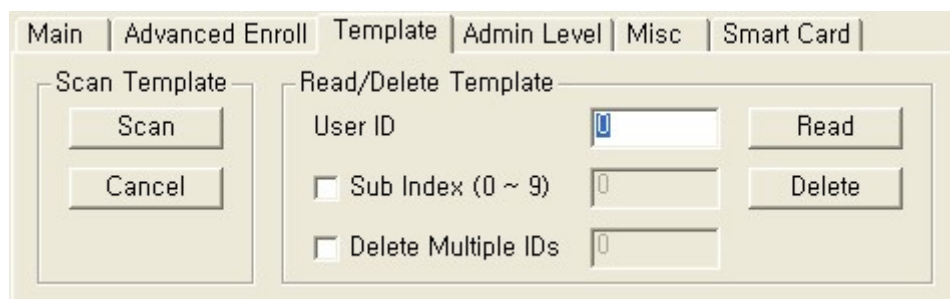 Main Advanced Enroll Template Admin Level Misc Smart Card
Scan Template
Scan
Cancel
Read/Delete Template
User ID 0 Read
Sub Index (0 ~ 9) 0 Delete
Delete Multiple IDs 0